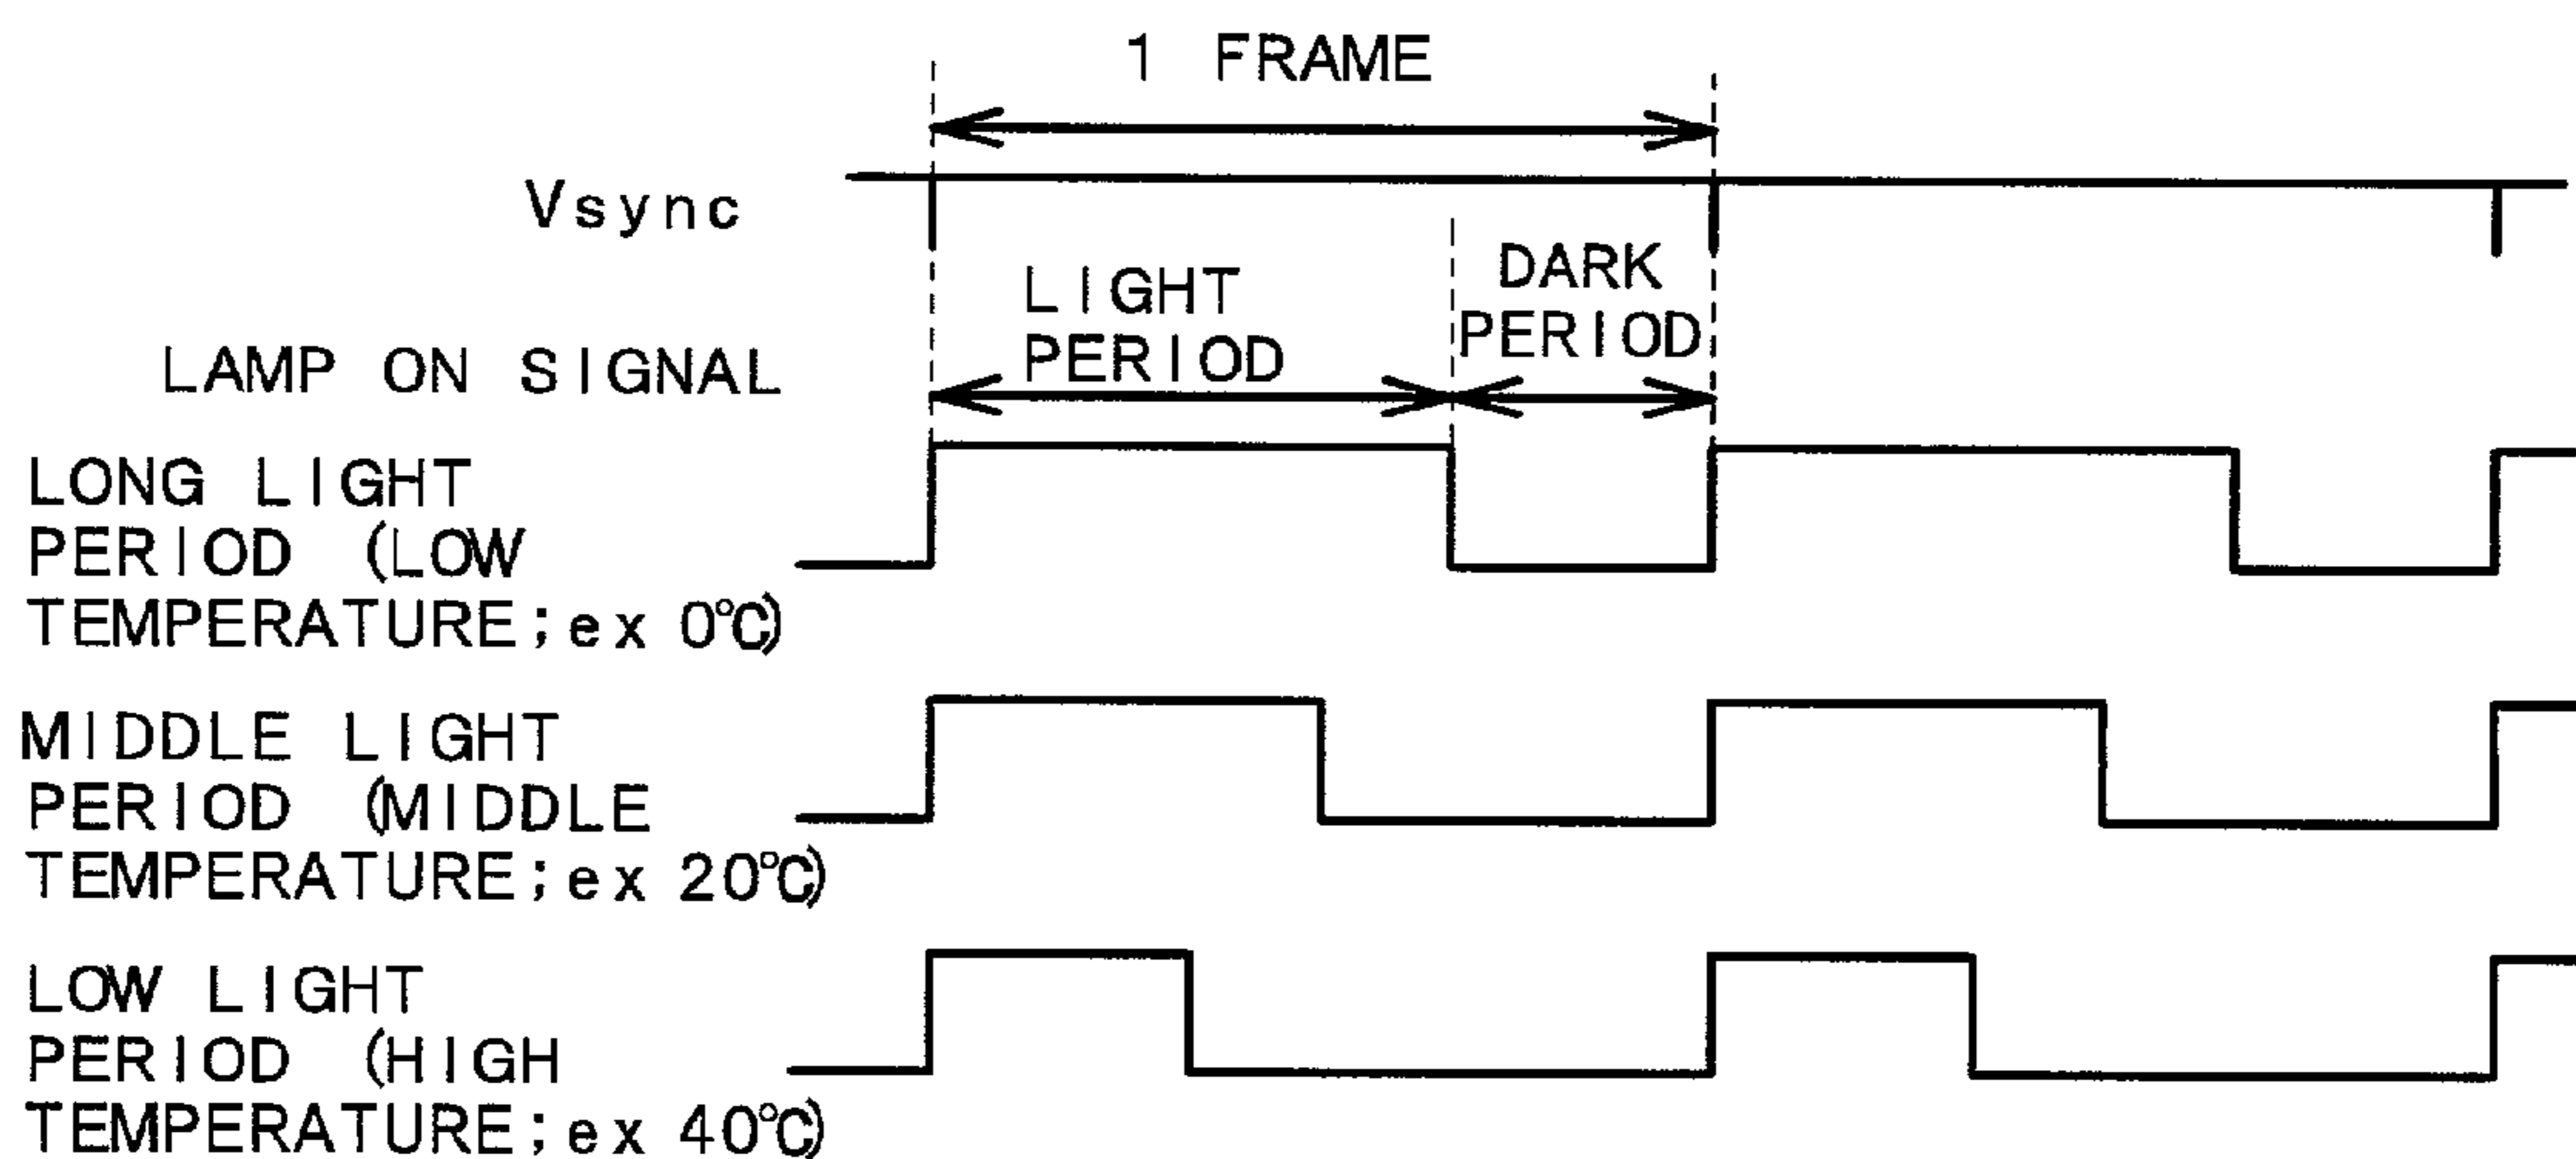 1 FRAME
Vsync
LIGHT
PERIOD
DARK
PERIOD
LAMP ON SIGNAL
LONG LIGHT
PERIOD (LOW
TEMPERATURE;ex 0℃)
MIDDLE LIGHT
PERIOD (MIDDLE
TEMPERATURE;ex 20℃)
LOW LIGHT
PERIOD (HIGH
TEMPERATURE;ex 40℃)